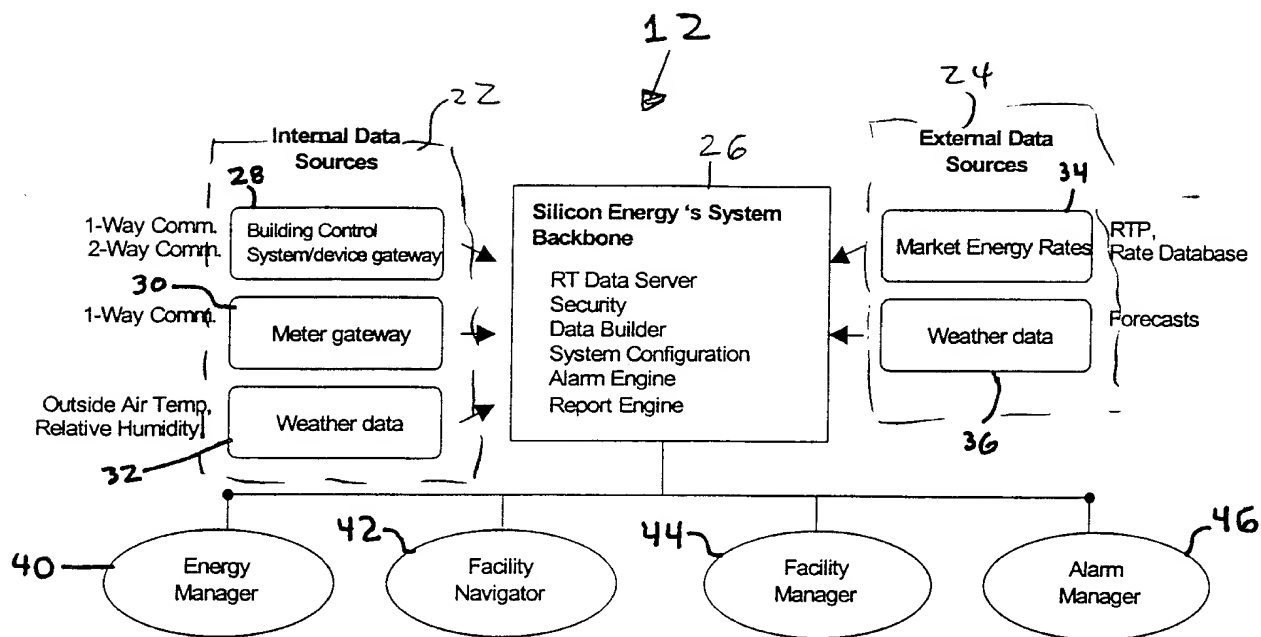 12
22
24
Internal Data
Sources
28
1-Way Comm.
2-Way Comm.
Building Control
System/device gateway
30
1-Way Comm.
Meter gateway
Outside Air Temp,
Relative Humidity
Weather data
32
26
Silicon Energy 's System
Backbone
RT Data Server
Security
Data Builder
System Configuration
Alarm Engine
Report Engine
External Data
Sources
34
Market Energy Rates
RTP,
Rate Database
Weather data
Forecasts
36
40
Energy
Manager
42
Facility
Navigator
44
Facility
Manager
46
Alarm
Manager